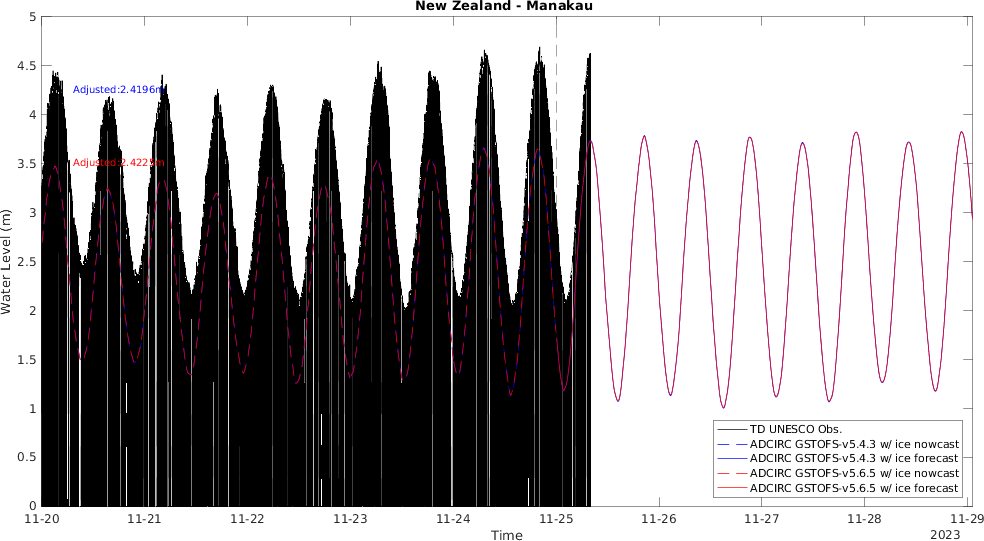 New Zealand - Manakau
5
4.5
4
3.5
3
2.5
2
1.5
1
0.5
0
Water Level (m)
Adjusted:2.4196m
Adjusted:2.4225m
TD UNESCO Obs.
ADCIRC GSTOFS-v5.4.3 w/ ice nowcast
ADCIRC GSTOFS-v5.4.3 w/ ice forecast
ADCIRC GSTOFS-v5.6.5 w/ ice nowcast
ADCIRC GSTOFS-v5.6.5 w/ ice forecast
11-20 11-21 11-22 11-23 11-24 11-25 11-26 11-27 11-28 11-29
Time
2023